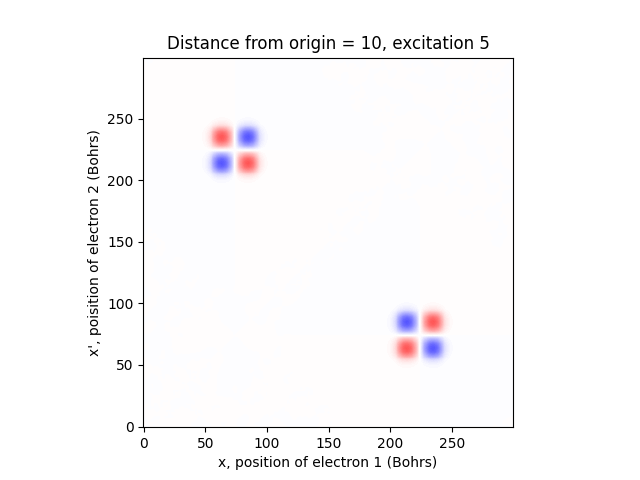 Distance from origin = 10, excitation 5
250
200
150
100
50
0
x', poisition of electron 2 (Bohrs)
0 50 100 150 200 250
x, position of electron 1 (Bohrs)